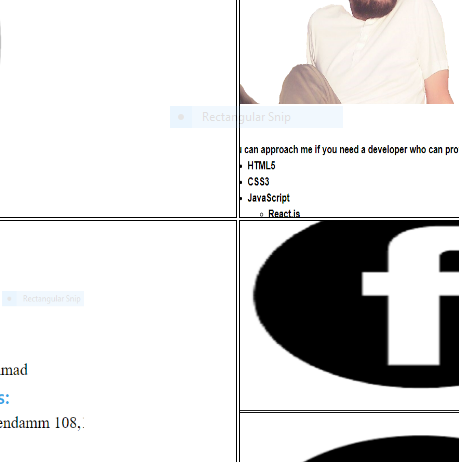 Rectangular Snip
can approach me if you need a developer who can pro
HTML5
CSS3
JavaScript
React.js
Rectangular Snip
mad
s:
endamm 108,
f